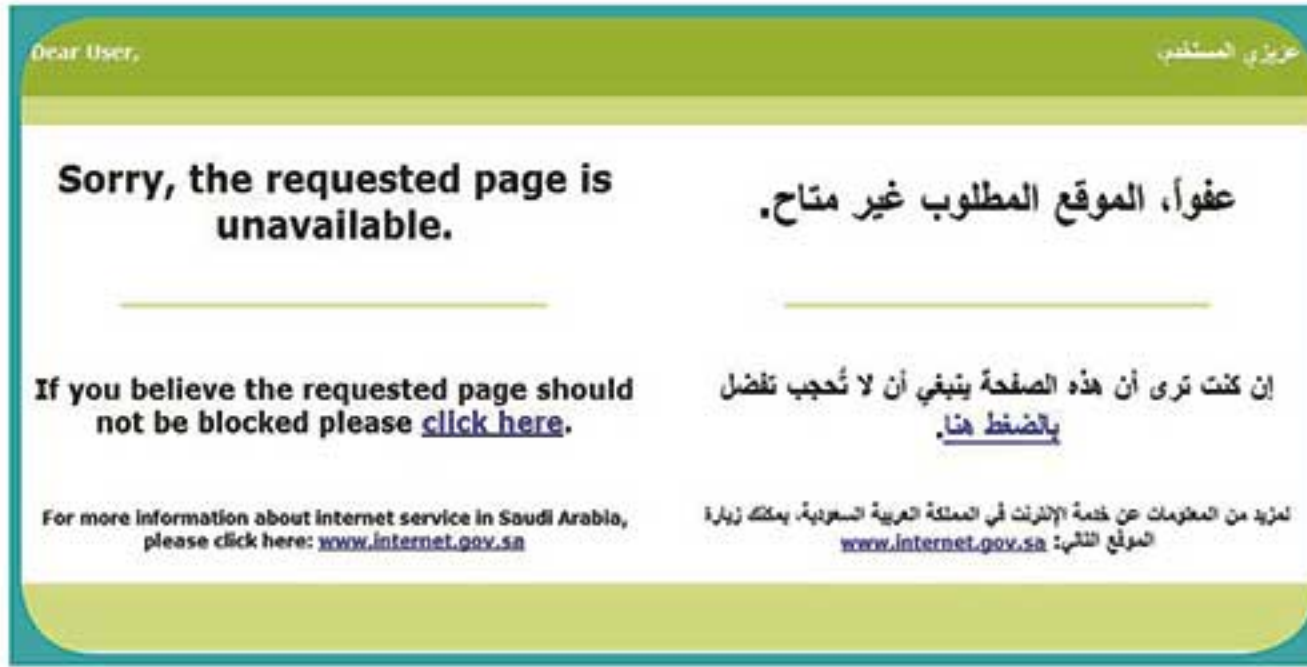 Dear User,
عزيزي المستخدم،
Sorry, the requested page is
unavailable.
If you believe the requested page should
not be blocked please click here.
For more information about internet service in Saudi Arabia,
please click here: www.internet.gov.sa
عفواً، الموقع المطلوب غير متاح.
إن كنت ترى أن هذه الصفحة ينبغي أن لا تُحجب تفضل
بالضغط هنا.
لمزيد من المعلومات عن خدمة الإنترنت في المملكة العربية السعودية، يمكنك زيارة
الموقع التالي: www.internet.gov.sa